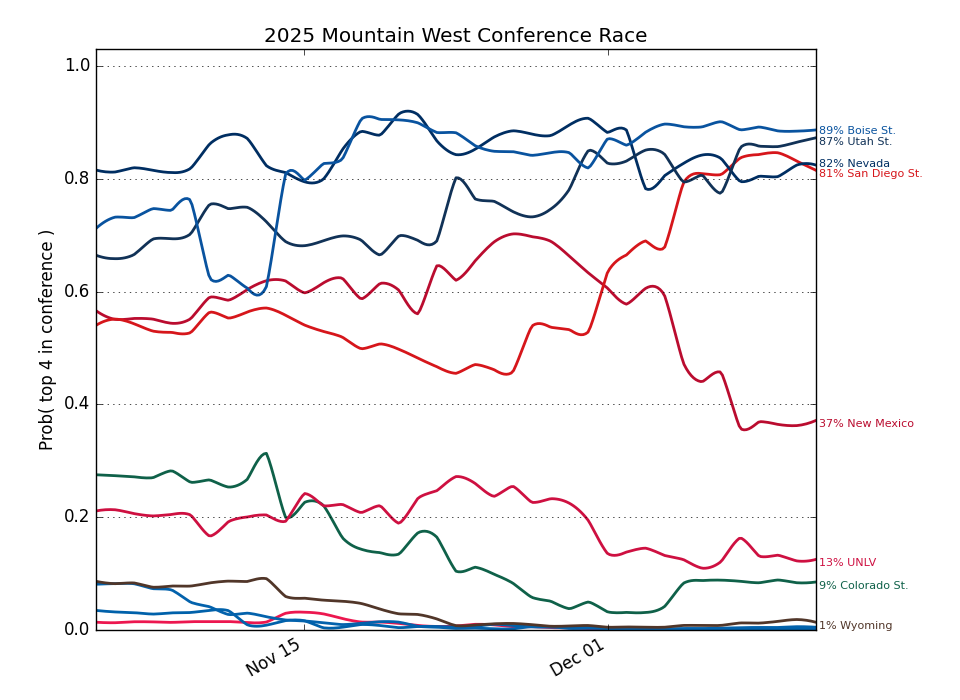 2025 Mountain West Conference Race
Prob( top 4 in conference )
1.0
0.8
0.6
0.4
0.2
0.0
Nov 15
Dec 01
89% Boise St.
87% Utah St.
82% Nevada
81% San Diego St.
37% New Mexico
13% UNLV
9% Colorado St.
1% Wyoming